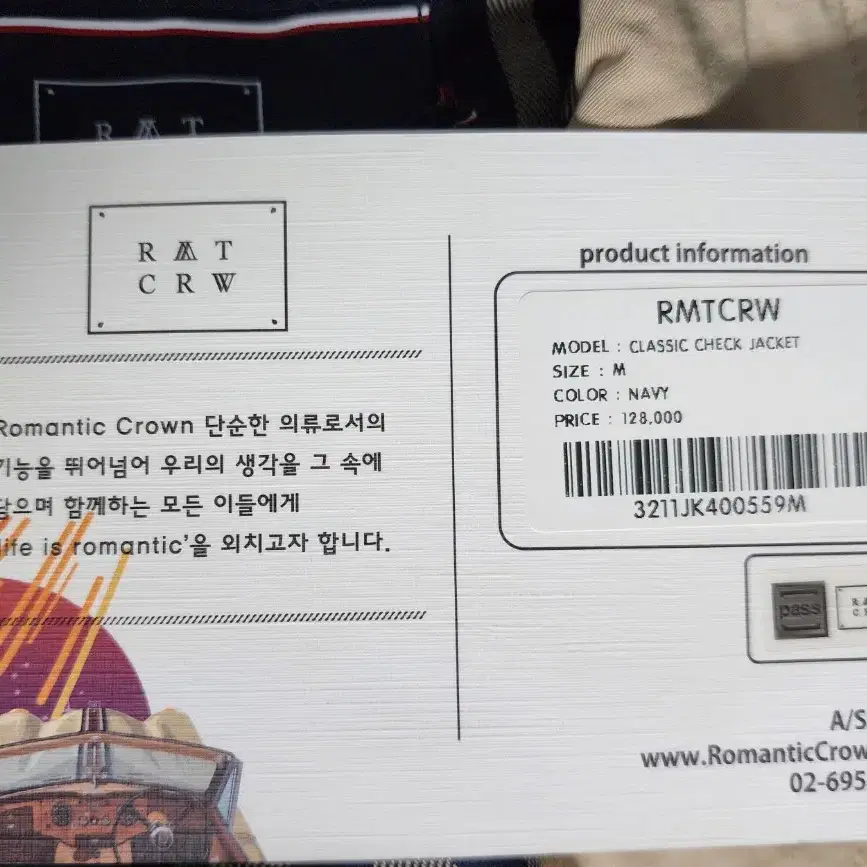 R M T
R M T
C R W
Romantic Crown 단순한 의류로서의
기능을 뛰어넘어 우리의 생각을 그 속에
담으며 함께하는 모든 이들에게
life is romantic'을 외치고자 합니다.
product information
RMTCRW
MODEL : CLASSIC CHECK JACKET
SIZE : M
COLOR : NAVY
PRICE : 128,000
3211JK400559M
pass
A/S
www.RomanticCrow
02-695